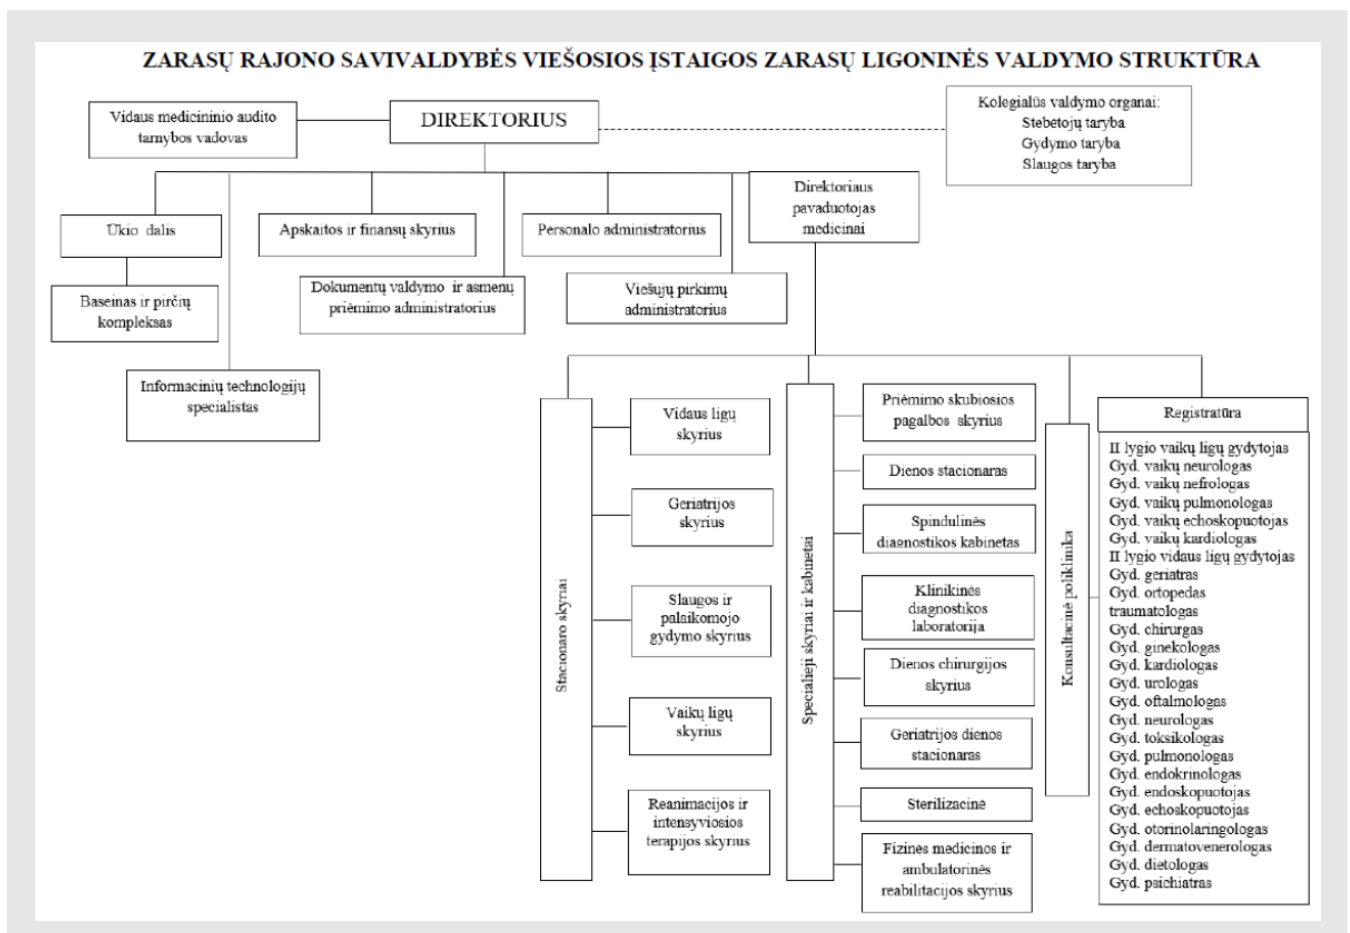 ZARASŲ RAJONO SAVIVALDYBĖS VIEŠOSIOS ĮSTAIGOS ZARASŲ LIGONINĖS VALDYMO STRUKTŪRA
Vidaus medicininio audito
tarnybos vadovas
DIREKTORIUS
Kolegialūs valdymo organai:
Stebėtojų taryba
Gydymo taryba
Slaugos taryba
Direktoriaus
pavaduotojas
medicinai
Ūkio dalis
Apskaitos ir finansų skyrius
Personalo administratorius
Baseinas ir pirčių
kompleksas
Dokumentų valdymo ir asmenų
priėmimo administratorius
Viešųjų pirkimų
administratorius
Informacinių technologijų
specialistas
Stacionaro skyriai
Vidaus ligų
skyrius
Geriatrijos
skyrius
Slaugos ir
palaikomojo
gydymo skyrius
Vaikų ligų
skyrius
Reanimacijos ir
intensyviosios
terapijos skyrius
Specialieji skyriai ir kabinetai
Priėmimo skubiosios
pagalbos skyrius
Dienos stacionaras
Spindulinės
diagnostikos kabinetas
Klinikinės
diagnostikos
laboratorija
Dienos chirurgijos
skyrius
Geriatrijos dienos
stacionaras
Sterilizacinė
Fizinės medicinos ir
ambulatorinės
reabilitacijos skyrius
Konsultacinė poliklinika
Registratūra
II lygio vaikų ligų gydytojas
Gyd. vaikų neurologas
Gyd. vaikų nefrologas
Gyd. vaikų pulmonologas
Gyd. vaikų echoskopuotojas
Gyd. vaikų kardiologas
II lygio vidaus ligų gydytojas
Gyd. geriatras
Gyd. ortopedas
traumatologas
Gyd. chirurgas
Gyd. ginekologas
Gyd. kardiologas
Gyd. urologas
Gyd. oftalmologas
Gyd. neurologas
Gyd. toksikologas
Gyd. pulmonologas
Gyd. endokrinologas
Gyd. endoskopuotojas
Gyd. echoskopuotojas
Gyd. otorinolaringologas
Gyd. dermatovenerologas
Gyd. dietologas
Gyd. psichiatras